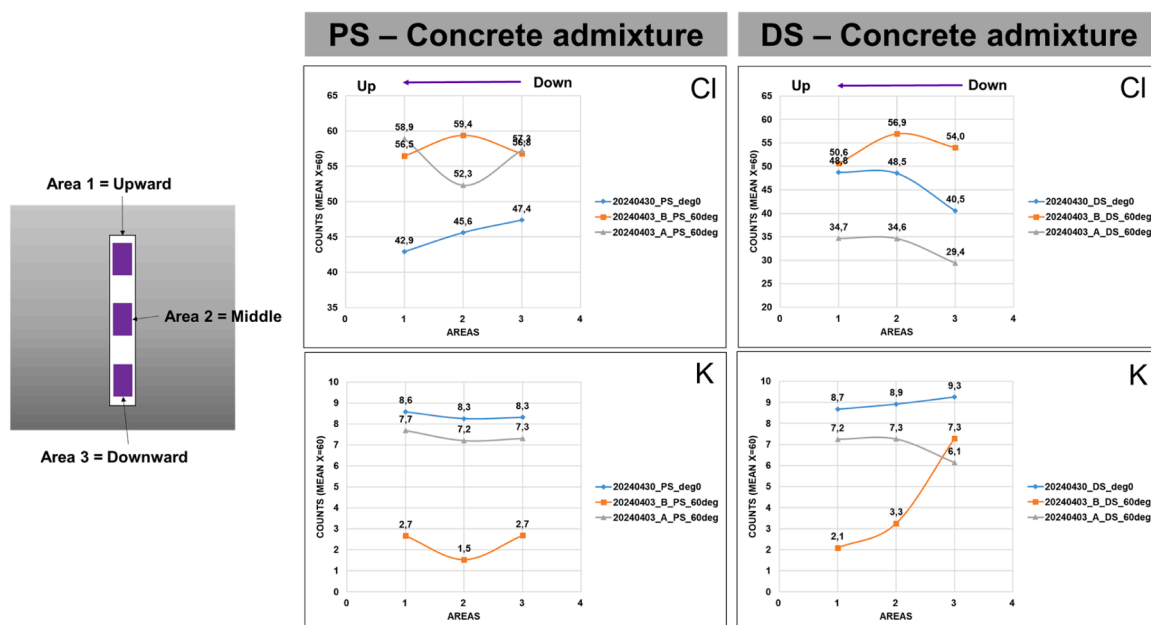 PS – Concrete admixture
DS – Concrete admixture
Area 1 = Upward
Area 2 = Middle
Area 3 = Downward
Up
Down
Cl
65
60
55
50
45
40
35
COUNTS (MEAN X=60)
58,9
56,5
59,4
52,3
57,3
56,8
42,9
45,6
47,4
0
1
2
3
4
AREAS
20240430_PS_deg0
20240403_B_PS_60deg
20240403_A_PS_60deg
Up
Down
Cl
65
60
55
50
45
40
35
30
25
20
COUNTS (MEAN X=60)
50,6
48,8
56,9
48,5
54,0
40,5
34,7
34,6
29,4
0
1
2
3
4
AREAS
20240430_DS_deg0
20240403_B_DS_60deg
20240403_A_DS_60deg
K
10
9
8
7
6
5
4
3
2
1
0
COUNTS (MEAN X=60)
8,6
8,3
8,3
7,7
7,2
7,3
2,7
1,5
2,7
0
1
2
3
4
AREAS
20240430_PS_deg0
20240403_B_PS_60deg
20240403_A_PS_60deg
K
10
9
8
7
6
5
4
3
2
1
0
COUNTS (MEAN X=60)
8,7
8,9
9,3
7,2
7,3
7,3
6,1
2,1
3,3
0
1
2
3
4
AREAS
20240430_DS_deg0
20240403_B_DS_60deg
20240403_A_DS_60deg